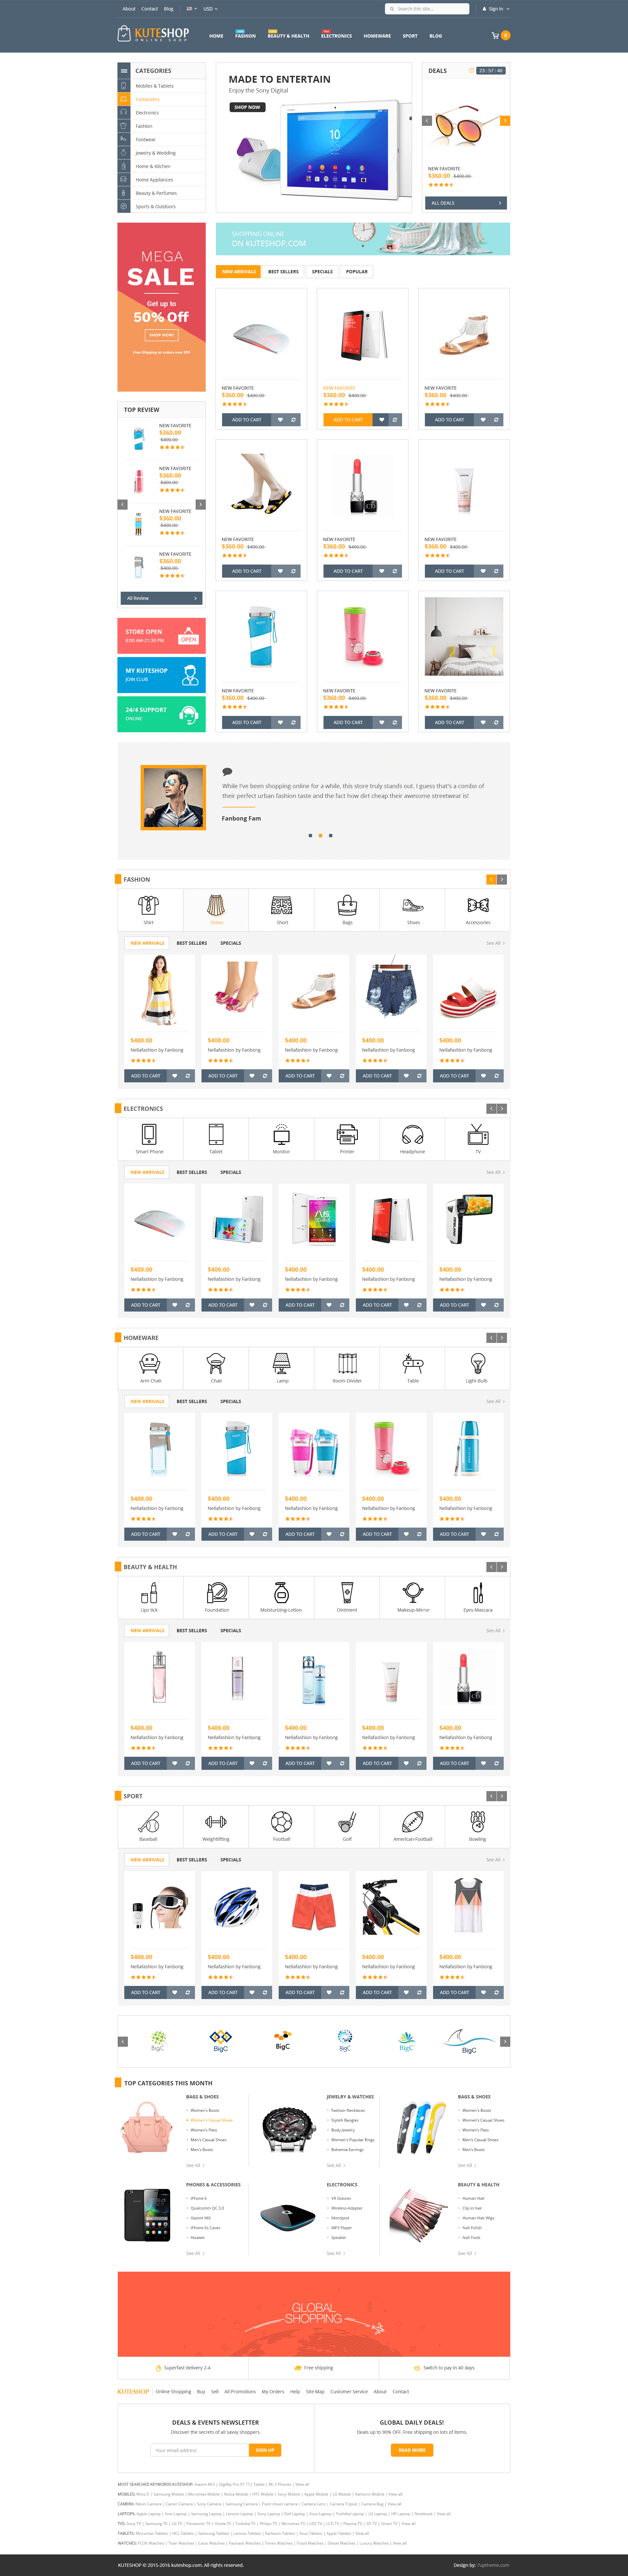 About Contact Blog USD Search this site... Sign in
KUTESHOP
ONLINE SHOP
HOME FASHION BEAUTY & HEALTH ELECTRONICS HOMEWARE SPORT BLOG 0
CATEGORIES
Mobiles & Tablets
Computers
Electronics
Fashion
Footwear
Jewelry & Wedding
Home & Kitchen
Home Appliances
Beauty & Perfumes
Sports & Outdoors
MADE TO ENTERTAIN
Enjoy the Sony Digital
SHOP NOW
DEALS 23 : 57 : 40
NEW FAVORITE
$360.00 $400.00
ALL DEALS
MEGA
SALE
Get up to
50% Off
SHOW NOW!
Free Shipping on orders over $99
SHOPPING ONLINE
ON KUTESHOP.COM
NEW ARRIVALS BEST SELLERS SPECIALS POPULAR
NEW FAVORITE NEW FAVORITE NEW FAVORITE
$360.00 $400.00 $360.00 $400.00 $360.00 $400.00
ADD TO CART ADD TO CART ADD TO CART
NEW FAVORITE NEW FAVORITE NEW FAVORITE
$360.00 $400.00 $360.00 $400.00 $360.00 $400.00
ADD TO CART ADD TO CART ADD TO CART
NEW FAVORITE NEW FAVORITE NEW FAVORITE
$360.00 $400.00 $360.00 $400.00 $360.00 $400.00
ADD TO CART ADD TO CART ADD TO CART
TOP REVIEW
NEW FAVORITE
$360.00
$400.00
NEW FAVORITE
$360.00
$400.00
NEW FAVORITE
$360.00
$400.00
NEW FAVORITE
$360.00
$400.00
All Review
STORE OPEN
8:00 AM-21:30 PM
OPEN
MY KUTESHOP
JOIN CLUB
24/4 SUPPORT
ONLINE
While I've been shopping online for a while, this store truly stands out. I guess that's a combo of
their perfect urban fashion taste and the fact how dirt cheap their awesome streetwear is!
Fanbong Fam
FASHION
Shirt Dress Short Bags Shoes Accessories
NEW ARRIVALS BEST SELLERS SPECIALS See All
$400.00 $400.00 $400.00 $400.00 $400.00
Nellafashion by Fanbong Nellafashion by Fanbong Nellafashion by Fanbong Nellafashion by Fanbong Nellafashion by Fanbong
ADD TO CART ADD TO CART ADD TO CART ADD TO CART ADD TO CART
ELECTRONICS
Smart Phone Tablet Monitor Printer Headphone TV
NEW ARRIVALS BEST SELLERS SPECIALS See All
$400.00 $400.00 $400.00 $400.00 $400.00
Nellafashion by Fanbong Nellafashion by Fanbong Nellafashion by Fanbong Nellafashion by Fanbong Nellafashion by Fanbong
ADD TO CART ADD TO CART ADD TO CART ADD TO CART ADD TO CART
HOMEWARE
Arm Chair Chair Lamp Room-Divider Table Light-Bulb
NEW ARRIVALS BEST SELLERS SPECIALS See All
$400.00 $400.00 $400.00 $400.00 $400.00
Nellafashion by Fanbong Nellafashion by Fanbong Nellafashion by Fanbong Nellafashion by Fanbong Nellafashion by Fanbong
ADD TO CART ADD TO CART ADD TO CART ADD TO CART ADD TO CART
BEAUTY & HEALTH
Lips tick Foundation Moisturizing-Lotion Ointment Makeup-Mirror Eyes-Mascara
NEW ARRIVALS BEST SELLERS SPECIALS See All
$400.00 $400.00 $400.00 $400.00 $400.00
Nellafashion by Fanbong Nellafashion by Fanbong Nellafashion by Fanbong Nellafashion by Fanbong Nellafashion by Fanbong
ADD TO CART ADD TO CART ADD TO CART ADD TO CART ADD TO CART
SPORT
Baseball Weightlifting Football Golf American-Football Bowling
NEW ARRIVALS BEST SELLERS SPECIALS See All
$400.00 $400.00 $400.00 $400.00 $400.00
Nellafashion by Fanbong Nellafashion by Fanbong Nellafashion by Fanbong Nellafashion by Fanbong Nellafashion by Fanbong
ADD TO CART ADD TO CART ADD TO CART ADD TO CART ADD TO CART
BigC BigC BigC BigC BigC BigC
TOP CATEGORIES THIS MONTH
BAGS & SHOES
Women's Boots
Women's Casual Shoes
Women's Flats
Men's Casual Shoes
Men's Boots
See All
JEWELRY & WATCHES
Fashion Necklaces
Stylish Bangles
Body Jewelry
Women's Popular Rings
Bohemia Earrings
See All
BAGS & SHOES
Women's Boots
Women's Casual Shoes
Women's Flats
Men's Casual Shoes
Men's Boots
See All
PHONES & ACCESSORIES
iPhone 6
Qualcomm QC 3.0
Xiaomi Mi5
iPhone 6s Cases
Huawei
See All
ELECTRONICS
VR Glasses
Wireless-Adapter
Monopod
MP3 Player
Speaker
See All
BEAUTY & HEALTH
Human Hair
Clip-in hair
Human Hair Wigs
Nail Polish
Nail Tools
See All
GLOBAL
SHOPPING
Superfast delivery 2-4 Free shipping Switch to pay in 40 days
KUTESHOP Online Shopping Buy Sell All Promotions My Orders Help Site Map Customer Service About Contact
DEALS & EVENTS NEWSLETTER
Discover the secrets of all savvy shoppers.
Your email address SIGN UP
GLOBAL DAILY DEALS!
Deals up to 90% OFF. Free shipping on lots of items.
READ MORE
MOST SEARCHED KEYWORDS KUTESHOP:
MOBILES:
CAMERA:
LAPTOPS:
TVS:
TABLETS:
WATCHES:
KUTESHOP © 2015-2016 kuteshop.com. All rights reserved. Design by: 7uptheme.com